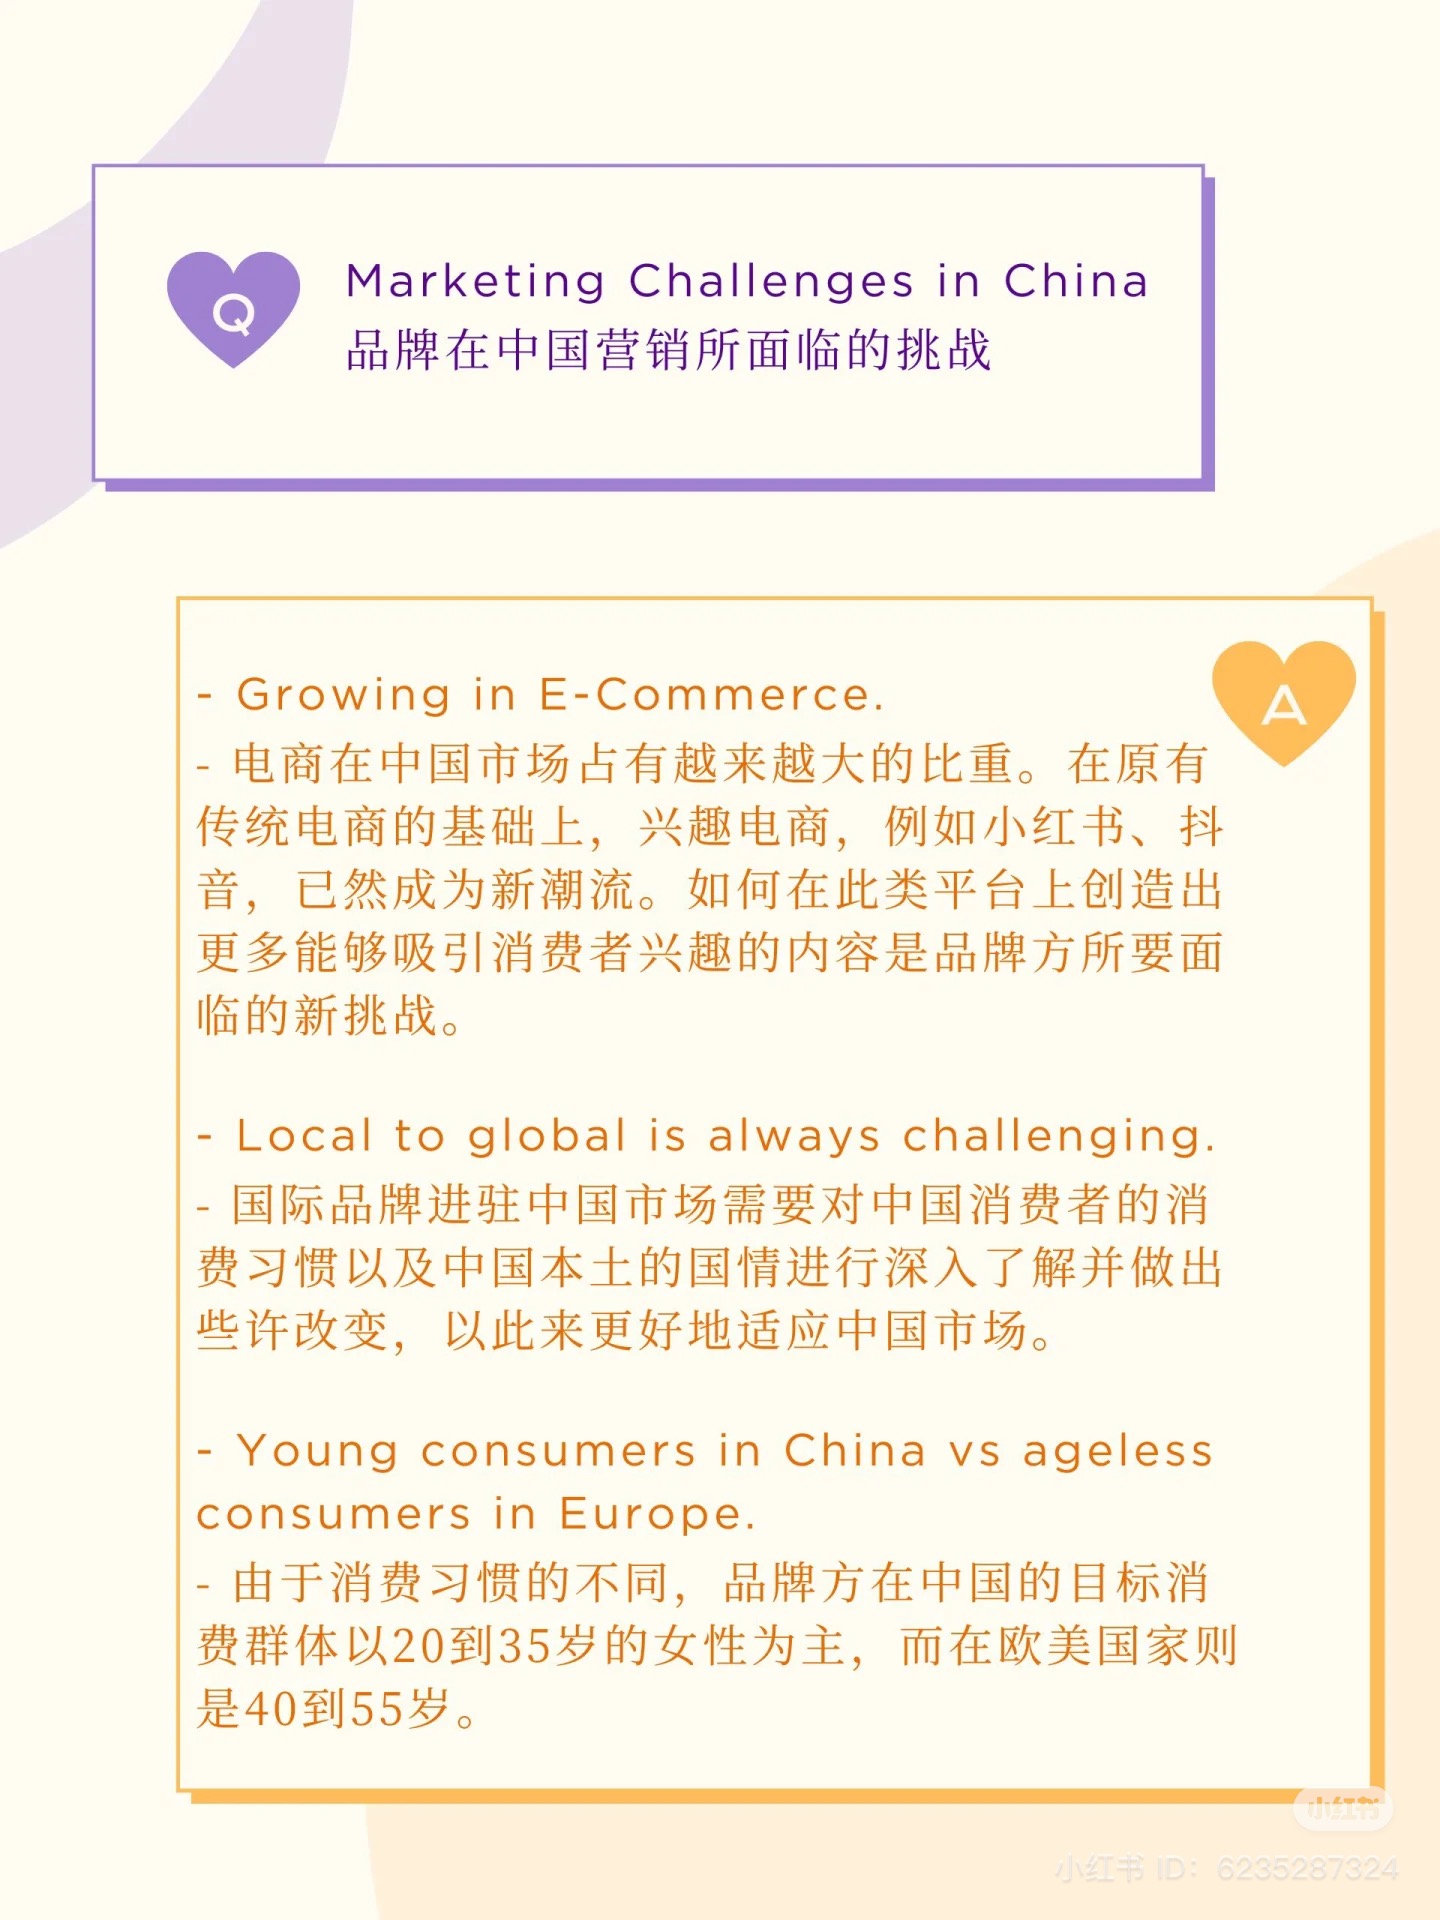 Q
Marketing Challenges in China
品牌在中国营销所面临的挑战
A
- Growing in E-Commerce.
- 电商在中国市场占有越来越大的比重。在原有
传统电商的基础上，兴趣电商，例如小红书、抖
音，已然成为新潮流。如何在此类平台上创造出
更多能够吸引消费者兴趣的内容是品牌方所要面
临的新挑战。
- Local to global is always challenging.
- 国际品牌进驻中国市场需要对中国消费者的消
费习惯以及中国本土的国情进行深入了解并做出
些许改变，以此来更好地适应中国市场。
- Young consumers in China vs ageless
consumers in Europe.
- 由于消费习惯的不同，品牌方在中国的目标消
费群体以20到35岁的女性为主，而在欧美国家则
是40到55岁。
小红书
小红书 ID：6235287324